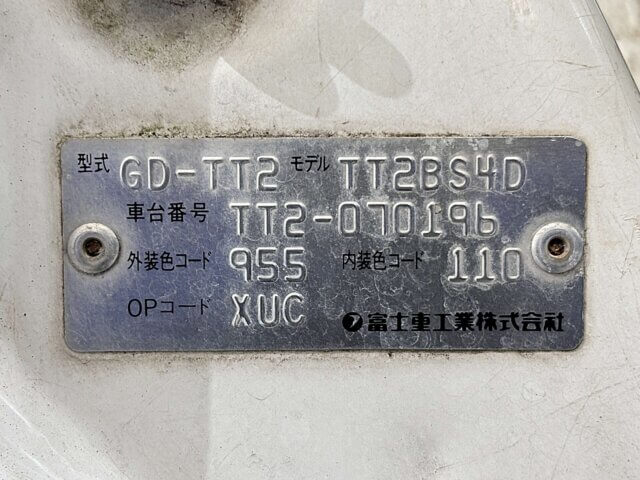 型式 GD-TT2 モデル TT2BS4D
車台番号 TT2-070196
外装色コード 955 内装色コード 110
OPコード XUC 富士重工業株式会社